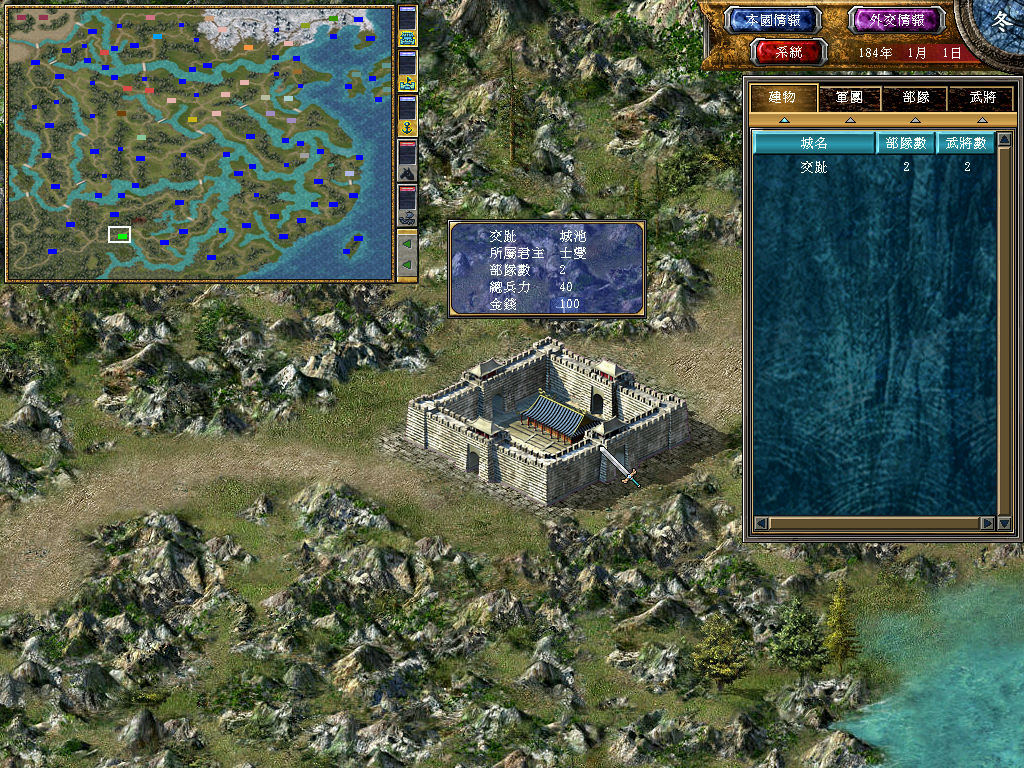 本國情報 外交情報
冬
系統 184年 1月 1日
建物 軍團 部隊 武將
城名 部隊數 武將數
交趾 2 2
交趾 城池
所屬君主 士燮
部隊數 2
總兵力 40
金錢 100